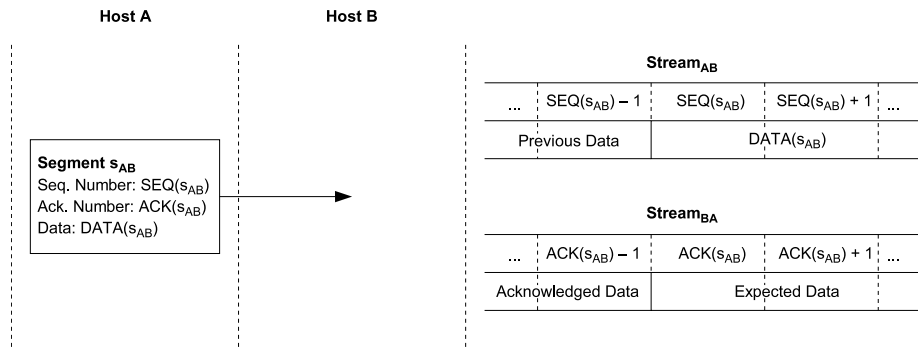 Host A Host B
Stream_AB
... SEQ(s_AB) – 1 SEQ(s_AB) SEQ(s_AB) + 1 ...
Previous Data DATA(s_AB)
Segment s_AB
Seq. Number: SEQ(s_AB)
Ack. Number: ACK(s_AB)
Data: DATA(s_AB)
Stream_BA
... ACK(s_AB) – 1 ACK(s_AB) ACK(s_AB) + 1 ...
Acknowledged Data Expected Data